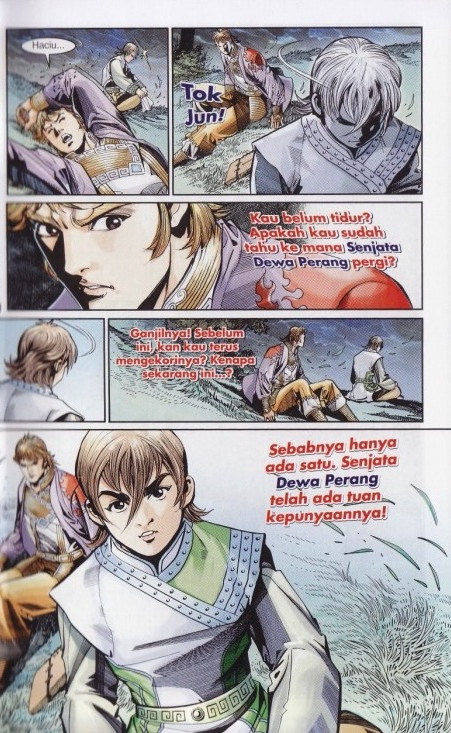 Haciu...
Tok
Jun!
Kau belum tidur?
Apakah kau sudah
tahu ke mana Senjata
Dewa Perang pergi?
Ganjilnya! Sebelum
ini, kan kau terus
mengekorinya? Kenapa
sekarang ini...?
Sebabnya hanya
ada satu. Senjata
Dewa Perang
telah ada tuan
kepunyaannya!